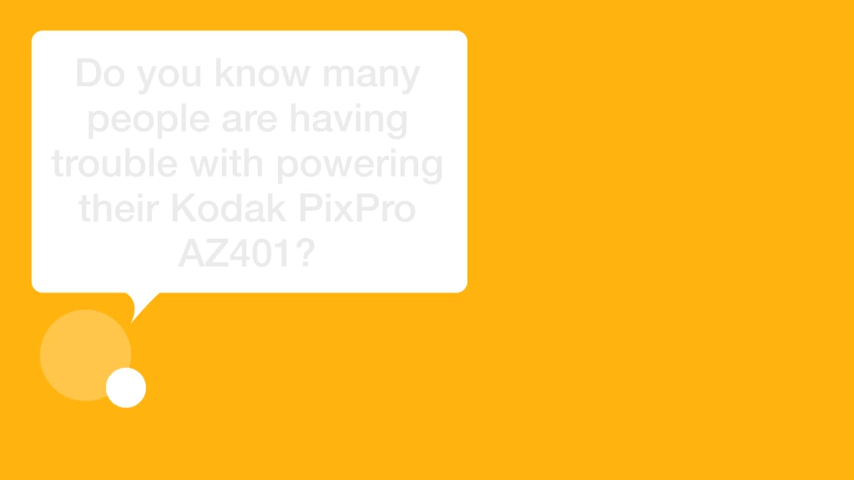 Do you know many
people are having
trouble with powering
their Kodak PixPro
AZ401?